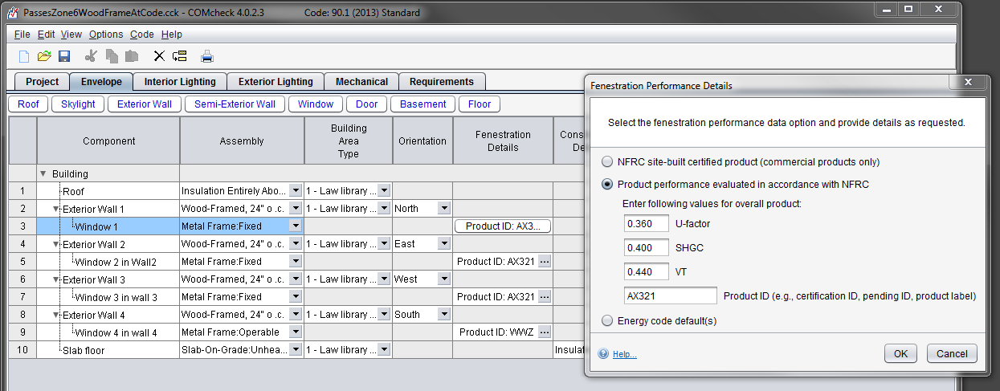 PassesZone6WoodFrameAtCode.cck - COMcheck 4.0.2.3 Code: 90.1 (2013) Standard
File Edit View Options Code Help
Project Envelope Interior Lighting Exterior Lighting Mechanical Requirements
Roof Skylight Exterior Wall Semi-Exterior Wall Window Door Basement Floor
Component Assembly Building Area Type Orientation Fenestration Details Cons De
Building
1 Roof Insulation Entirely Abo... 1 - Law library ...
2 Exterior Wall 1 Wood-Framed, 24" o .c. 1 - Law library ... North
3 Window 1 Metal Frame:Fixed Product ID: AX3...
4 Exterior Wall 2 Wood-Framed, 24" o .c. 1 - Law library ... East
5 Window 2 in Wall2 Metal Frame:Fixed Product ID: AX321 ...
6 Exterior Wall 3 Wood-Framed, 24" o .c. 1 - Law library ... West
7 Window 3 in wall 3 Metal Frame:Fixed Product ID: AX321 ...
8 Exterior Wall 4 Wood-Framed, 24" o .c. 1 - Law library ... South
9 Window 4 in wall 4 Metal Frame:Operable Product ID: WWZ ...
10 Slab floor Slab-On-Grade:Unhea... 1 - Law library ... Insula
Fenestration Performance Details
Select the fenestration performance data option and provide details as requested.
NFRC site-built certified product (commercial products only)
Product performance evaluated in accordance with NFRC
Enter following values for overall product:
0.360 U-factor
0.400 SHGC
0.440 VT
AX321 Product ID (e.g., certification ID, pending ID, product label)
Energy code default(s)
Help... OK Cancel